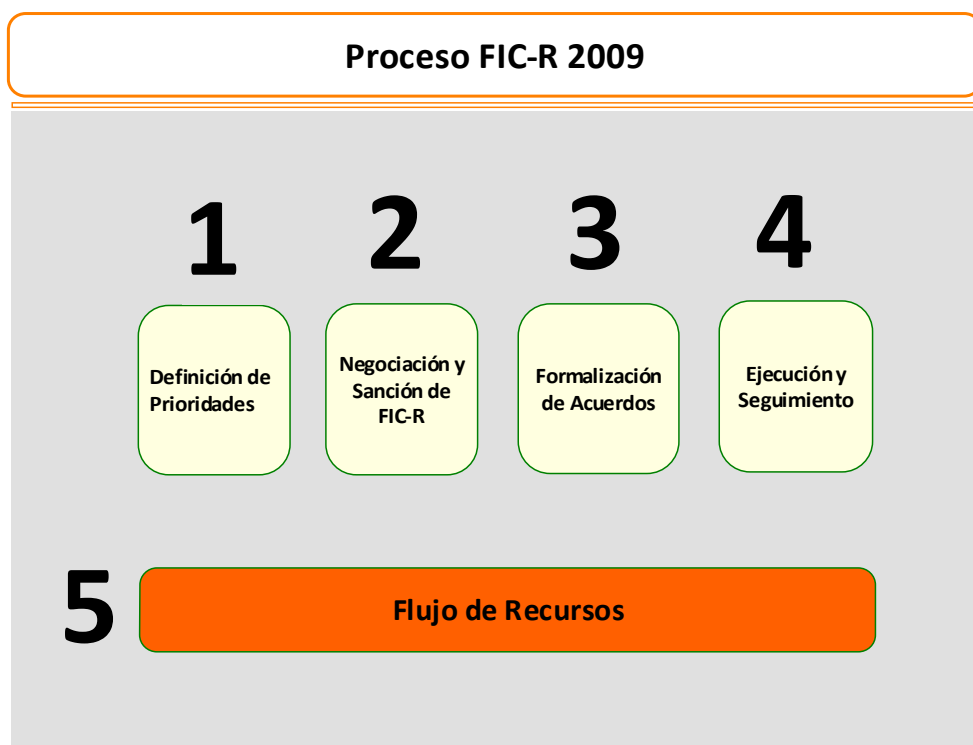 Proceso FIC-R 2009
1
2
3
4
Definición de
Prioridades
Negociación y
Sanción de
FIC-R
Formalización
de Acuerdos
Ejecución y
Seguimiento
5
Flujo de Recursos